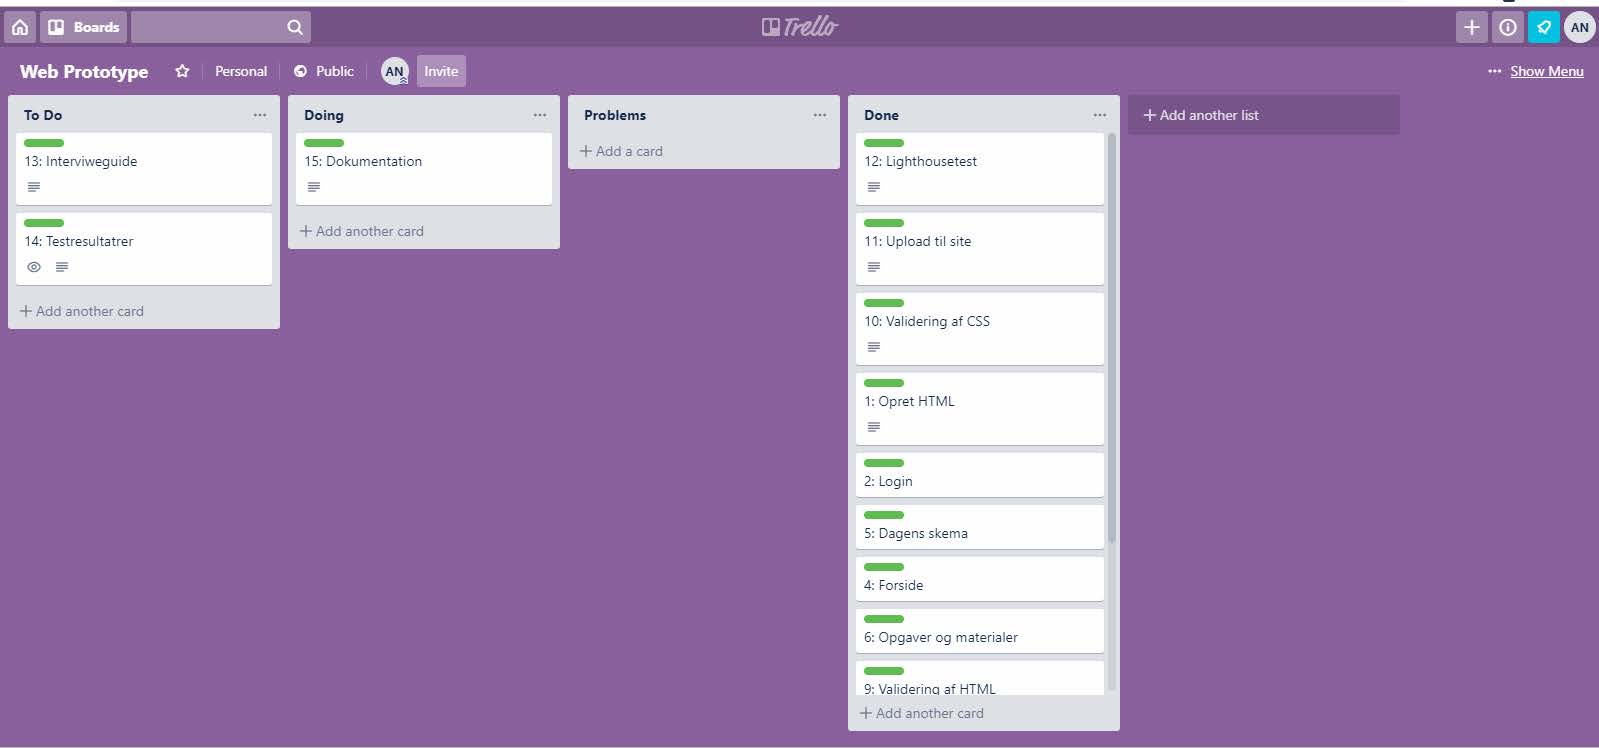 Boards
Trello
AN
Web Prototype
Personal
Public
AN
Invite
Show Menu
To Do
13: Interviweguide
14: Testresultatrer
Add another card
Doing
15: Dokumentation
Add another card
Problems
Add a card
Done
12: Lighthousetest
11: Upload til site
10: Validering af CSS
1: Opret HTML
2: Login
5: Dagens skema
4: Forside
6: Opgaver og materialer
9: Validering af HTML
Add another card
Add another list